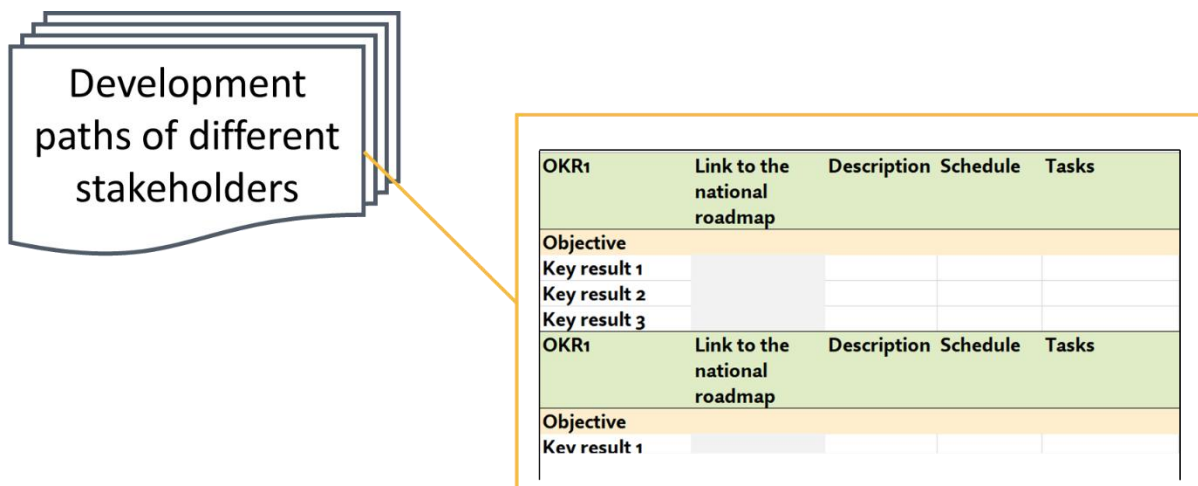 Development
paths of different
stakeholders
OKR1 Link to the Description Schedule Tasks
national
roadmap
Objective
Key result 1
Key result 2
Key result 3
OKR1 Link to the Description Schedule Tasks
national
roadmap
Objective
Key result 1